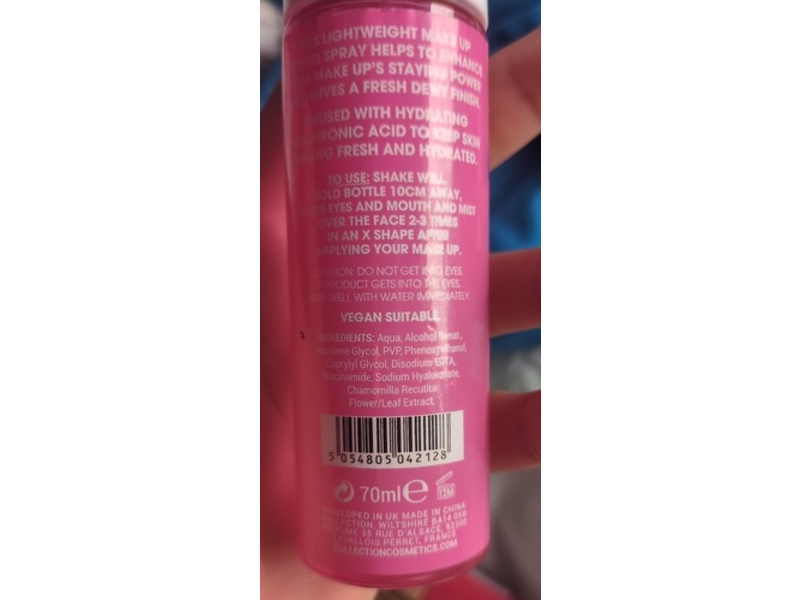 LIGHTWEIGHT MAKE UP
SPRAY HELPS TO ENHANCE
MAKE UP'S STAYING POWER
GIVES A FRESH DEWY FINISH.
WITH HYDRATING
ACID TO KEEP SKIN
FRESH AND HYDRATED.
TO USE: SHAKE WELL.
HOLD BOTTLE 10CM AWAY,
EYES AND MOUTH AND MIST
OVER THE FACE 2-3 TIMES
IN AN X SHAPE AFTER
APPLYING YOUR MAKE UP.
DO NOT GET INTO EYES.
PRODUCT GETS INTO THE EYES,
WELL WITH WATER IMMEDIATELY.
VEGAN SUITABLE.
INGREDIENTS: Aqua, Alcohol Denat.,
Glycol, PVP, Phenoxyethanol,
Caprylyl Glycol, Disodium EDTA,
Niacinamide, Sodium Hyaluronate,
Chamomilla Recutita
Flower/Leaf Extract.
5 054805 042128
70ml e 12M
DEVELOPED IN UK MADE IN CHINA
COLLECTION, WILTSHIRE BA14
35 RUE D'ALSACE, 92300
LEVALLOIS PERRET, FRANCE
COLLECTIONCOSMETICS.COM